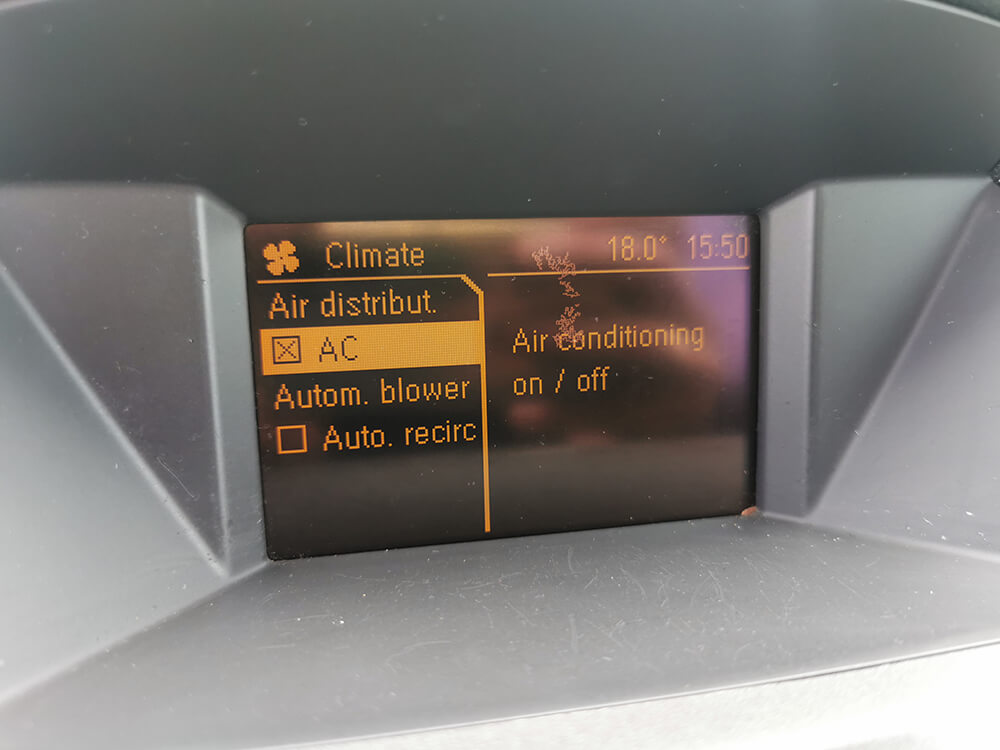 Climate 18.0° 15:50
Air distribut.
AC
Autom. blower
Auto. recirc
Air conditioning
on / off